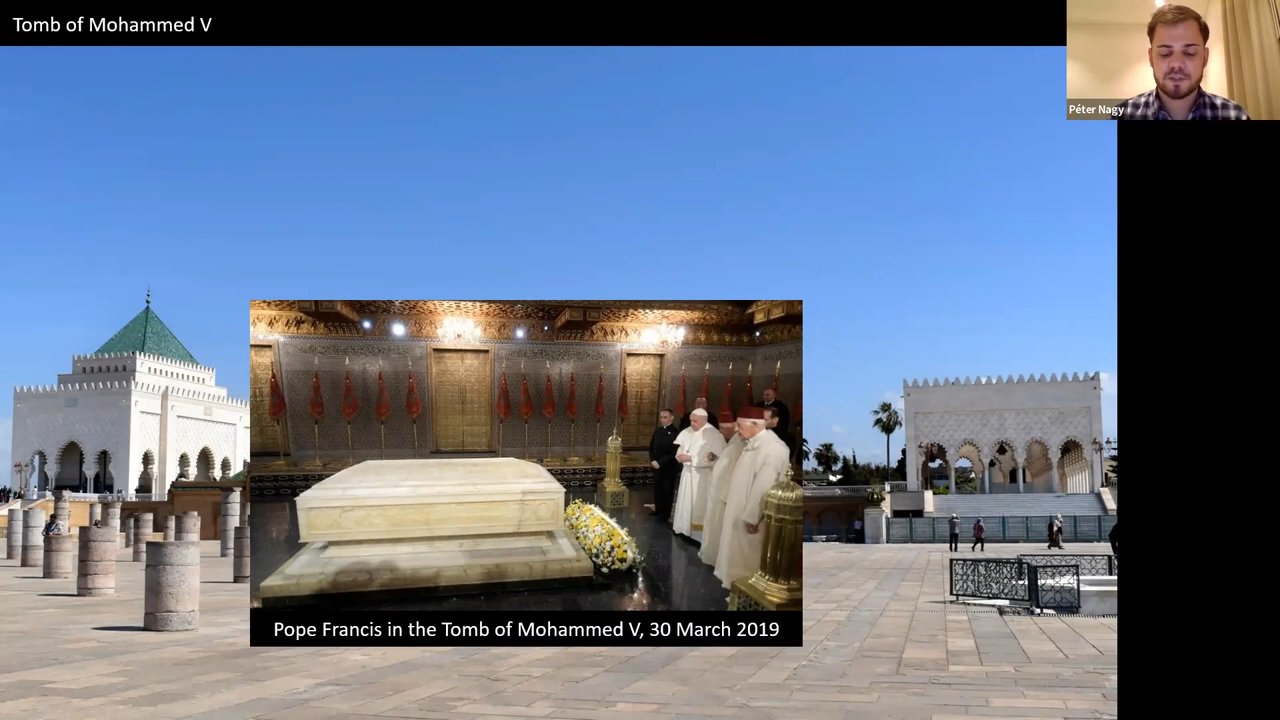 Tomb of Mohammed V
Péter Nagy
Pope Francis in the Tomb of Mohammed V, 30 March 2019